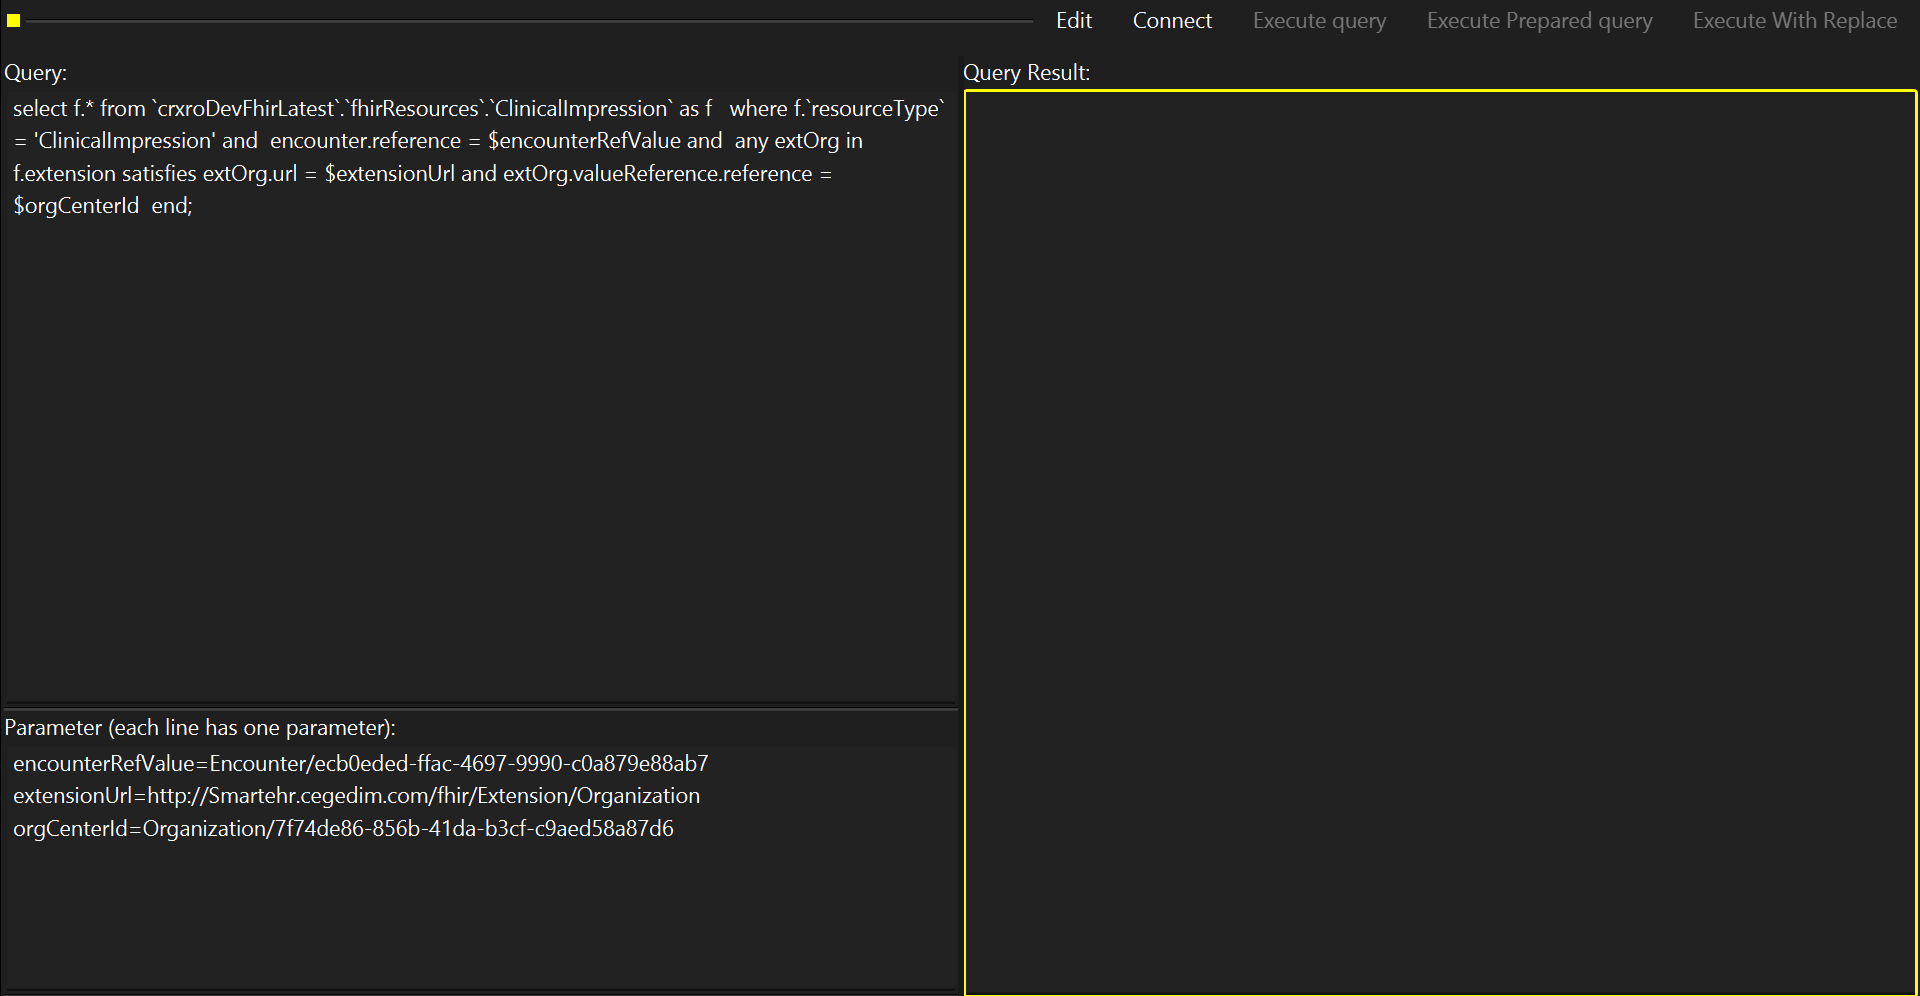 Edit Connect Execute query Execute Prepared query Execute With Replace
Query:
select f.* from `crxroDevFhirLatest`.`fhirResources`.`ClinicalImpression` as f   where f.`resourceType`
= 'ClinicalImpression' and  encounter.reference = $encounterRefValue and  any extOrg in
f.extension satisfies extOrg.url = $extensionUrl and extOrg.valueReference.reference =
$orgCenterId  end;
Parameter (each line has one parameter):
encounterRefValue=Encounter/ecb0eded-ffac-4697-9990-c0a879e88ab7
extensionUrl=http://Smartehr.cegedim.com/fhir/Extension/Organization
orgCenterId=Organization/7f74de86-856b-41da-b3cf-c9aed58a87d6
Query Result: